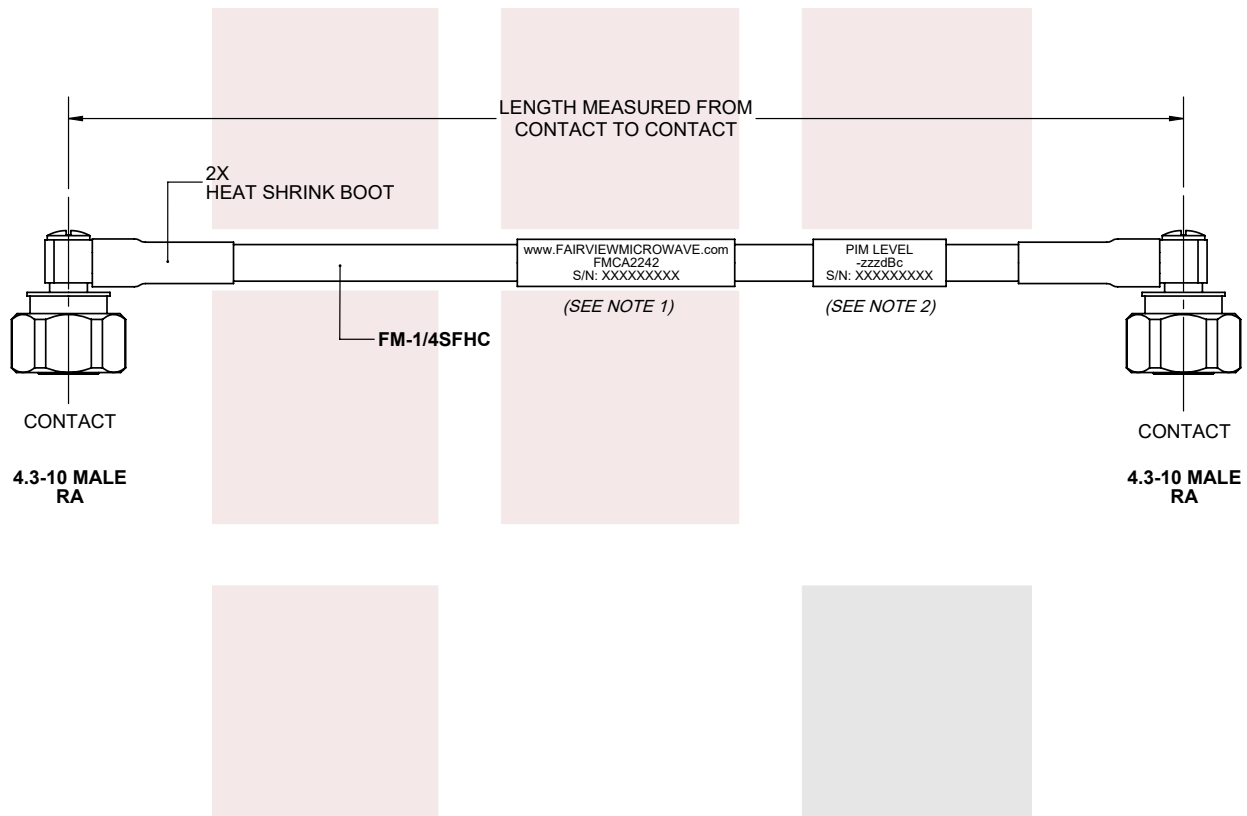 LENGTH MEASURED FROM
CONTACT TO CONTACT
2X
HEAT SHRINK BOOT
www.FAIRVIEWMICROWAVE.com
FMCA2242
S/N: XXXXXXXXX
PIM LEVEL
-zzzdBc
S/N: XXXXXXXXX
(SEE NOTE 1)
(SEE NOTE 2)
FM-1/4SFHC
CONTACT
4.3-10 MALE
RA
CONTACT
4.3-10 MALE
RA